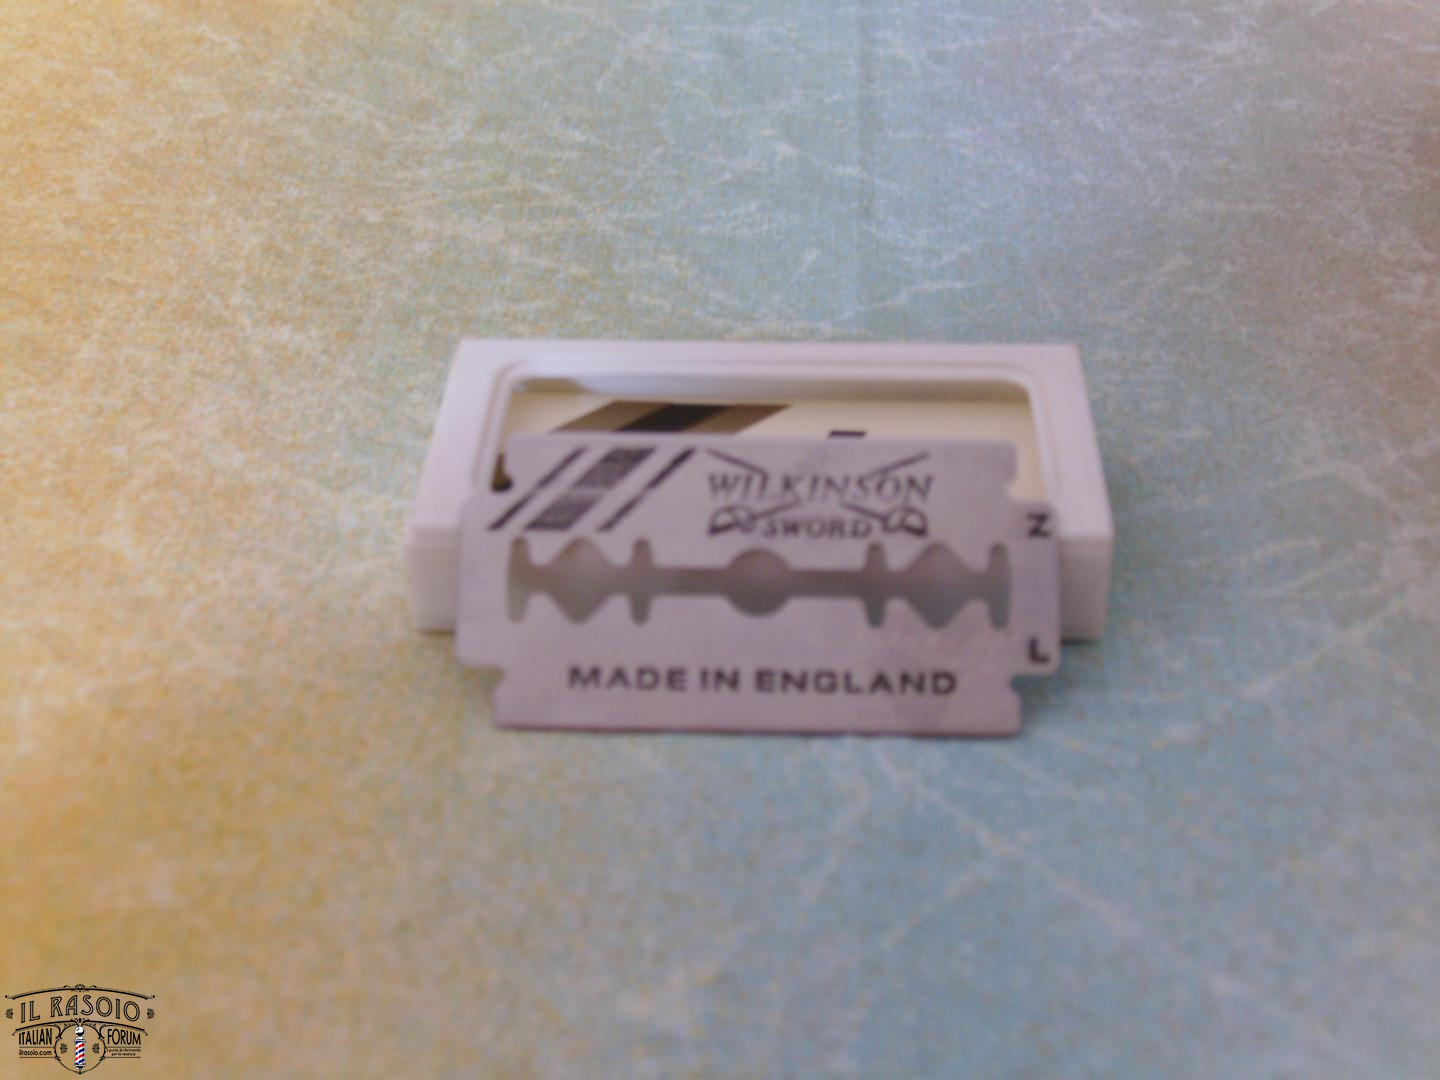 WILKINSON
SWORD
N
L
MADE IN ENGLAND
IL RASOIO
ITALIAN FORUM
ilrasoio.com